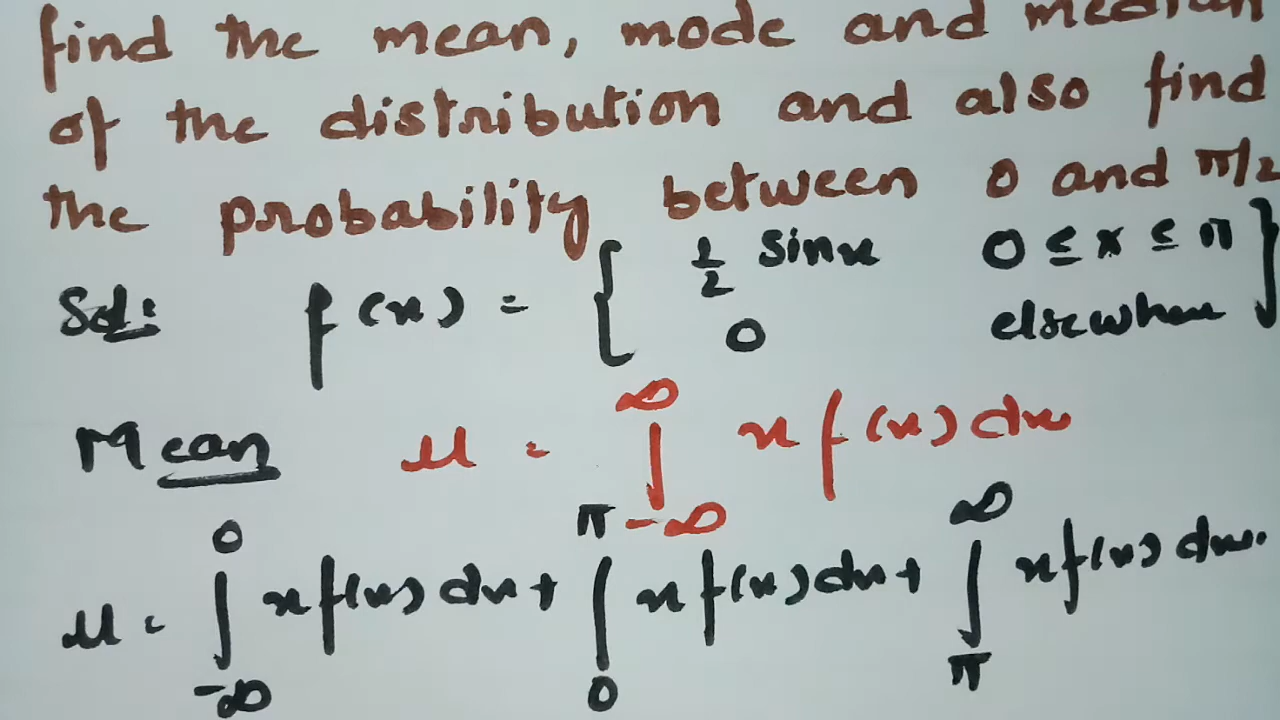 find the mean, mode and median
of the distribution and also find
the probability between 0 and π/2
Sol: f(x) = { 1/2 sinx 0 ≤ x ≤ π
0 elsewhere }
Mean μ = ∫_{-∞}^{∞} x f(x) dx
μ = ∫_{-∞}^{0} x f(x) dx + ∫_{0}^{π} x f(x) dx + ∫_{π}^{∞} x f(x) dx.